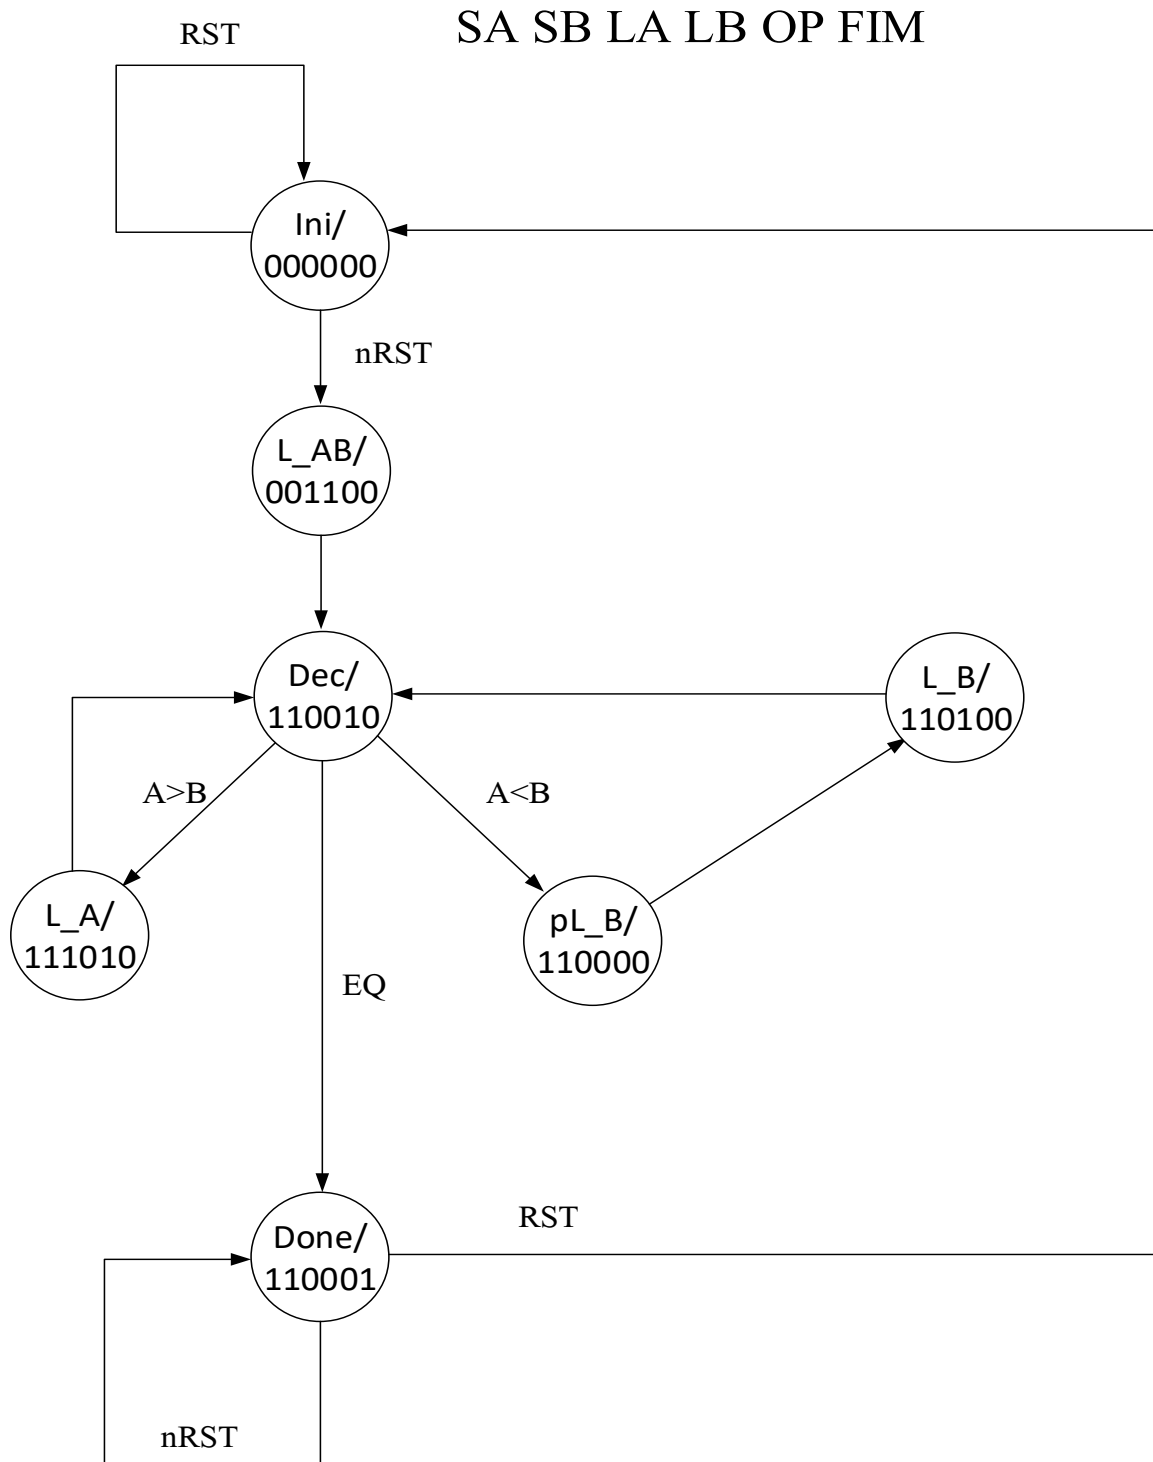 SA SB LA LB OP FIM
RST
Ini/
000000
nRST
L_AB/
001100
Dec/
110010
L_B/
110100
A>B
A<B
L_A/
111010
pL_B/
110000
EQ
RST
Done/
110001
nRST